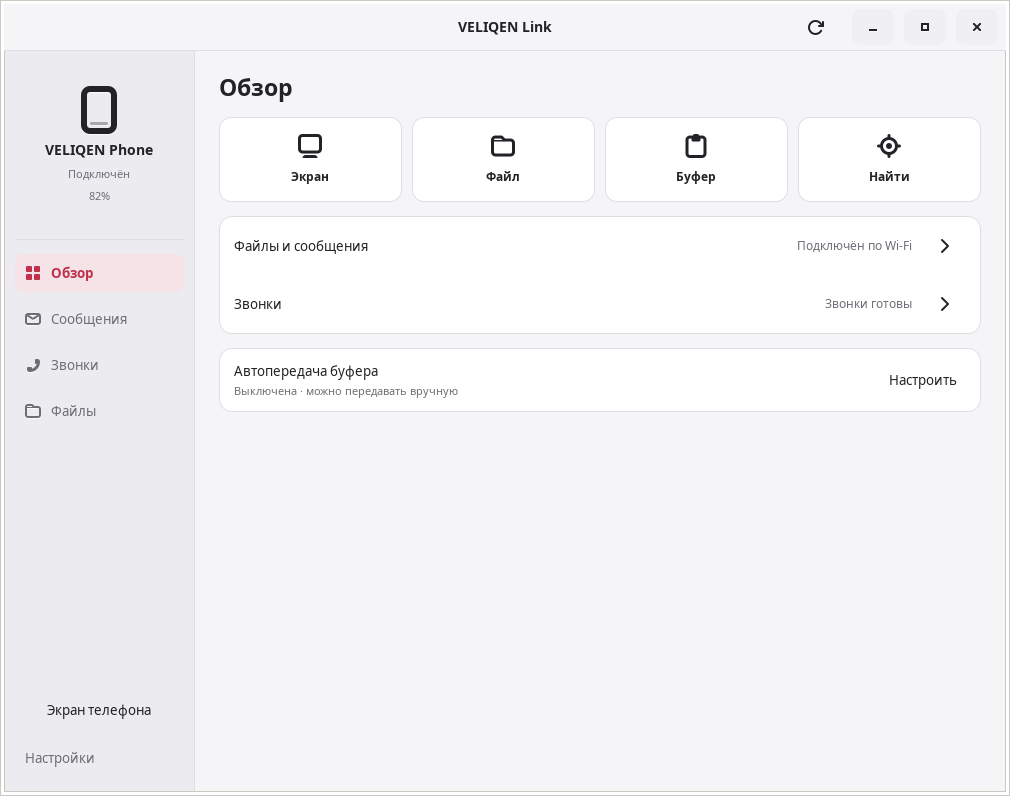 VELIQEN Link
VELIQEN Phone
Подключён
82%
Обзор
Сообщения
Звонки
Файлы
Экран телефона
Настройки
Обзор
Экран
Файл
Буфер
Найти
Файлы и сообщения
Подключён по Wi-Fi
Звонки
Звонки готовы
Автопередача буфера
Выключена · можно передавать вручную
Настроить